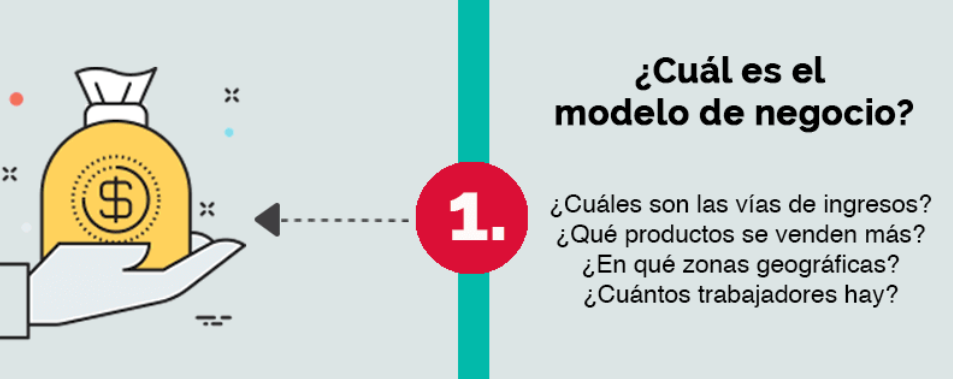 ¿Cuál es el
modelo de negocio?
1.
¿Cuáles son las vías de ingresos?
¿Qué productos se venden más?
¿En qué zonas geográficas?
¿Cuántos trabajadores hay?
$